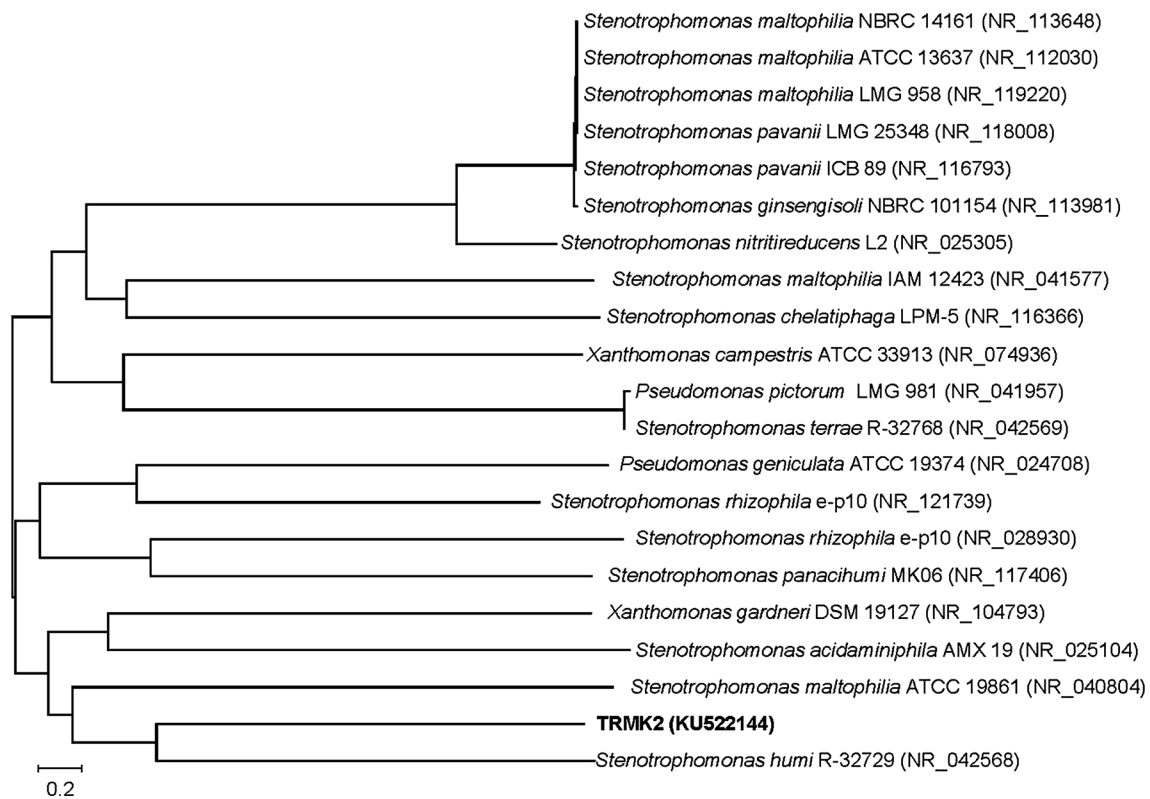 Stenotrophomonas maltophilia NBRC 14161 (NR_113648)
Stenotrophomonas maltophilia ATCC 13637 (NR_112030)
Stenotrophomonas maltophilia LMG 958 (NR_119220)
Stenotrophomonas pavanii LMG 25348 (NR_118008)
Stenotrophomonas pavanii ICB 89 (NR_116793)
Stenotrophomonas ginsengisoli NBRC 101154 (NR_113981)
Stenotrophomonas nitritireducens L2 (NR_025305)
Stenotrophomonas maltophilia IAM 12423 (NR_041577)
Stenotrophomonas chelatiphaga LPM-5 (NR_116366)
Xanthomonas campestris ATCC 33913 (NR_074936)
Pseudomonas pictorum LMG 981 (NR_041957)
Stenotrophomonas terrae R-32768 (NR_042569)
Pseudomonas geniculata ATCC 19374 (NR_024708)
Stenotrophomonas rhizophila e-p10 (NR_121739)
Stenotrophomonas rhizophila e-p10 (NR_028930)
Stenotrophomonas panacihumi MK06 (NR_117406)
Xanthomonas gardneri DSM 19127 (NR_104793)
Stenotrophomonas acidaminiphila AMX 19 (NR_025104)
Stenotrophomonas maltophilia ATCC 19861 (NR_040804)
TRMK2 (KU522144)
Stenotrophomonas humi R-32729 (NR_042568)
0.2